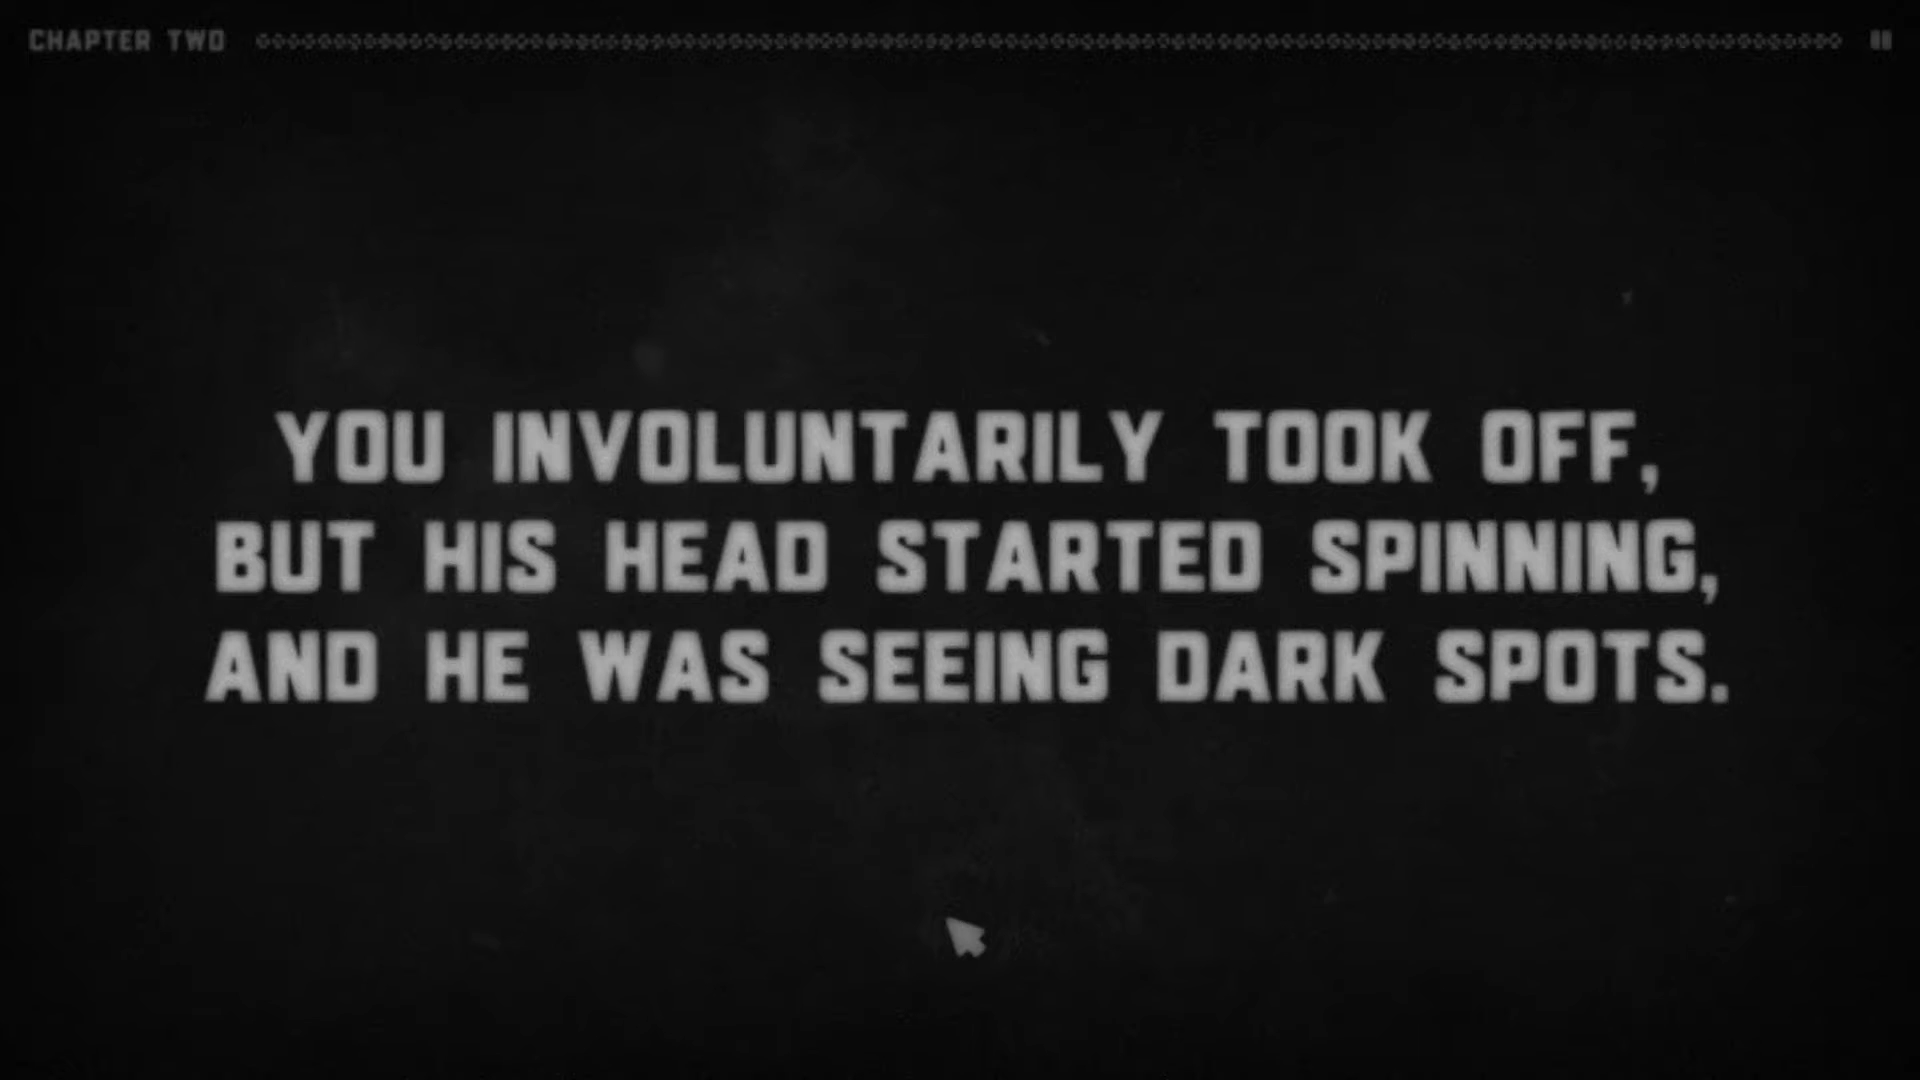 CHAPTER TWO
YOU INVOLUNTARILY TOOK OFF,
BUT HIS HEAD STARTED SPINNING,
AND HE WAS SEEING DARK SPOTS.